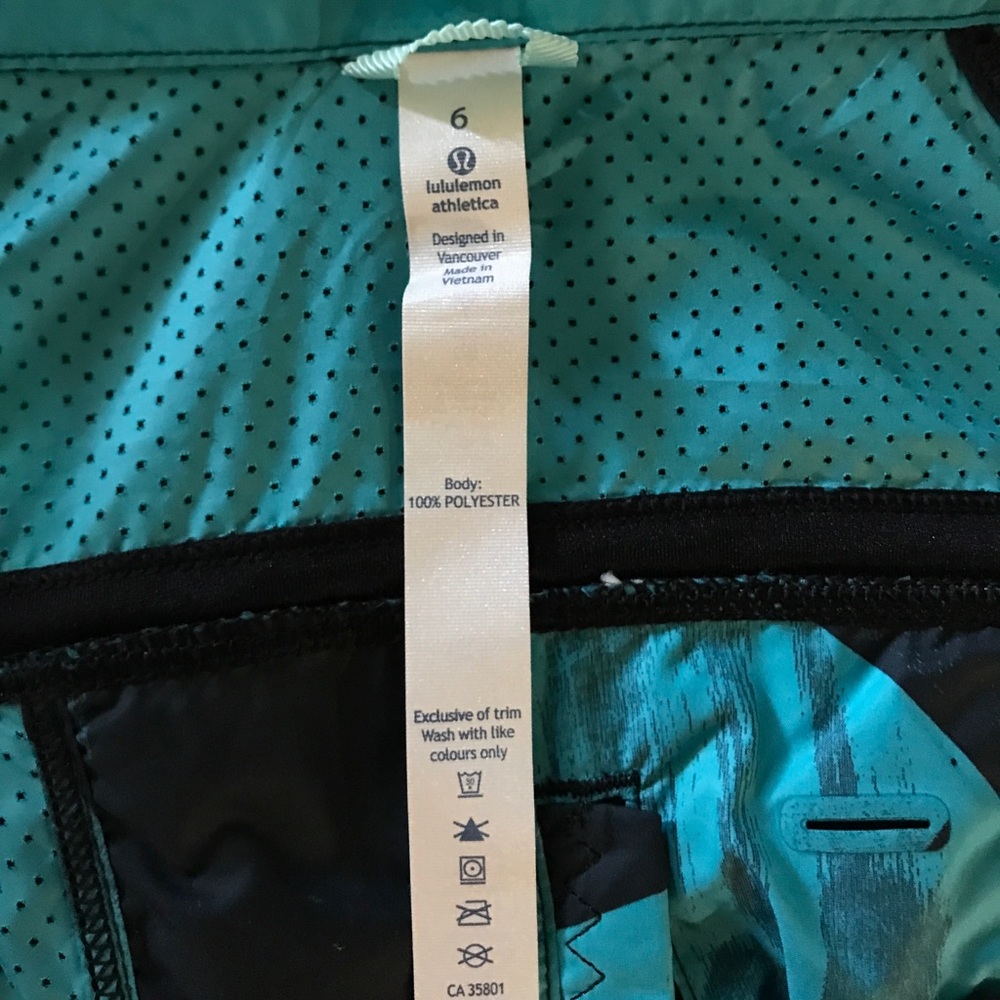 6
lululemon
athletica
Designed in
Vancouver
Made in
Vietnam
Body:
100% POLYESTER
Exclusive of trim
Wash with like
colours only
30
CA 35801